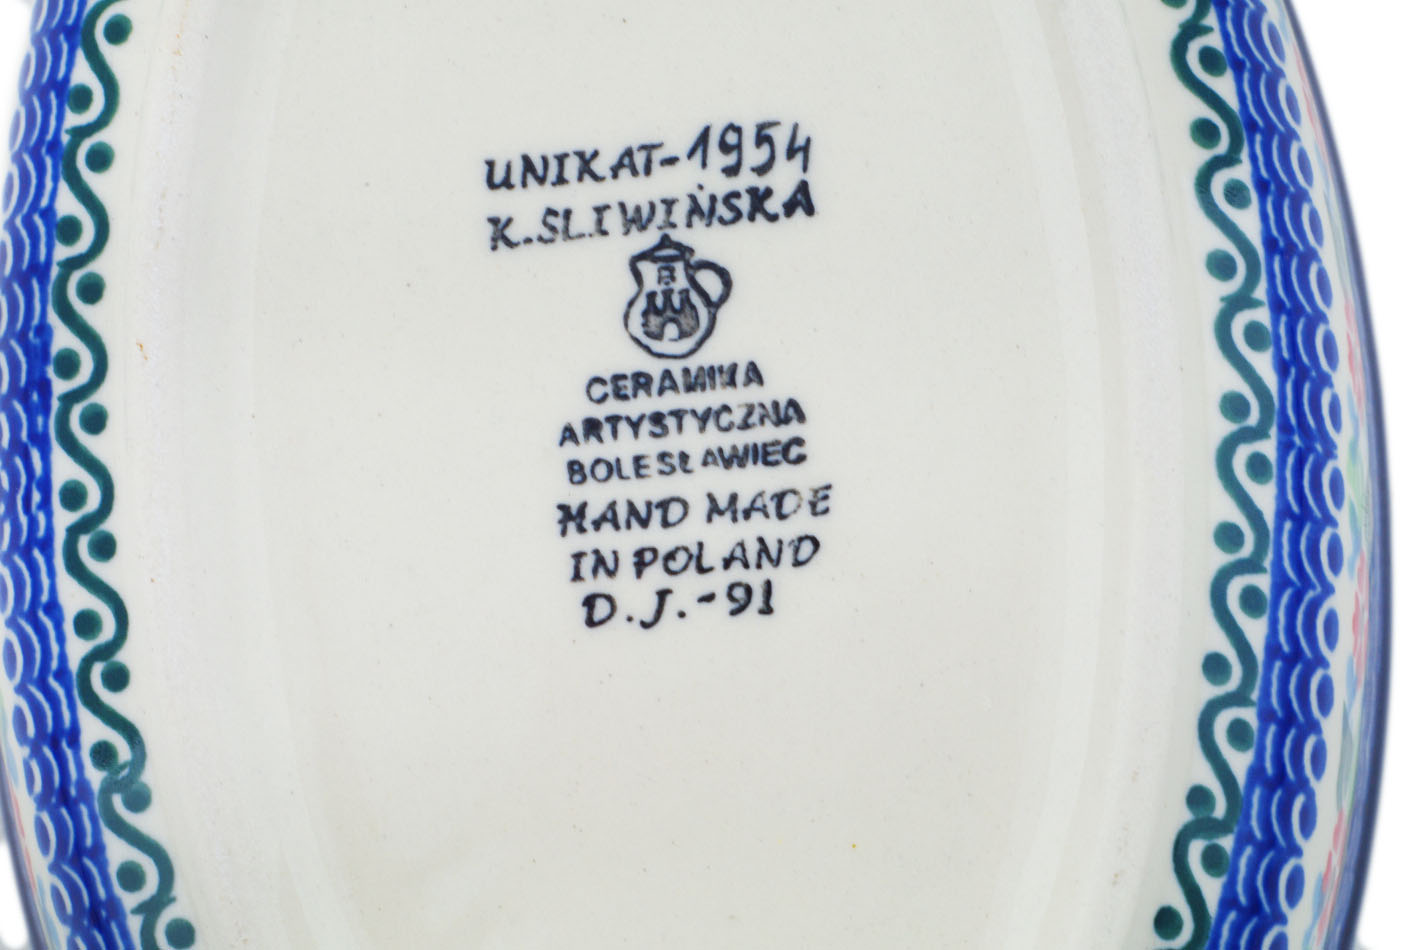 UNIKAT-1954
K.SLIWIŃSKA
B
CERAMIKA
ARTYSTYCZNA
BOLESŁAWIEC
HAND MADE
IN POLAND
D.J.-91